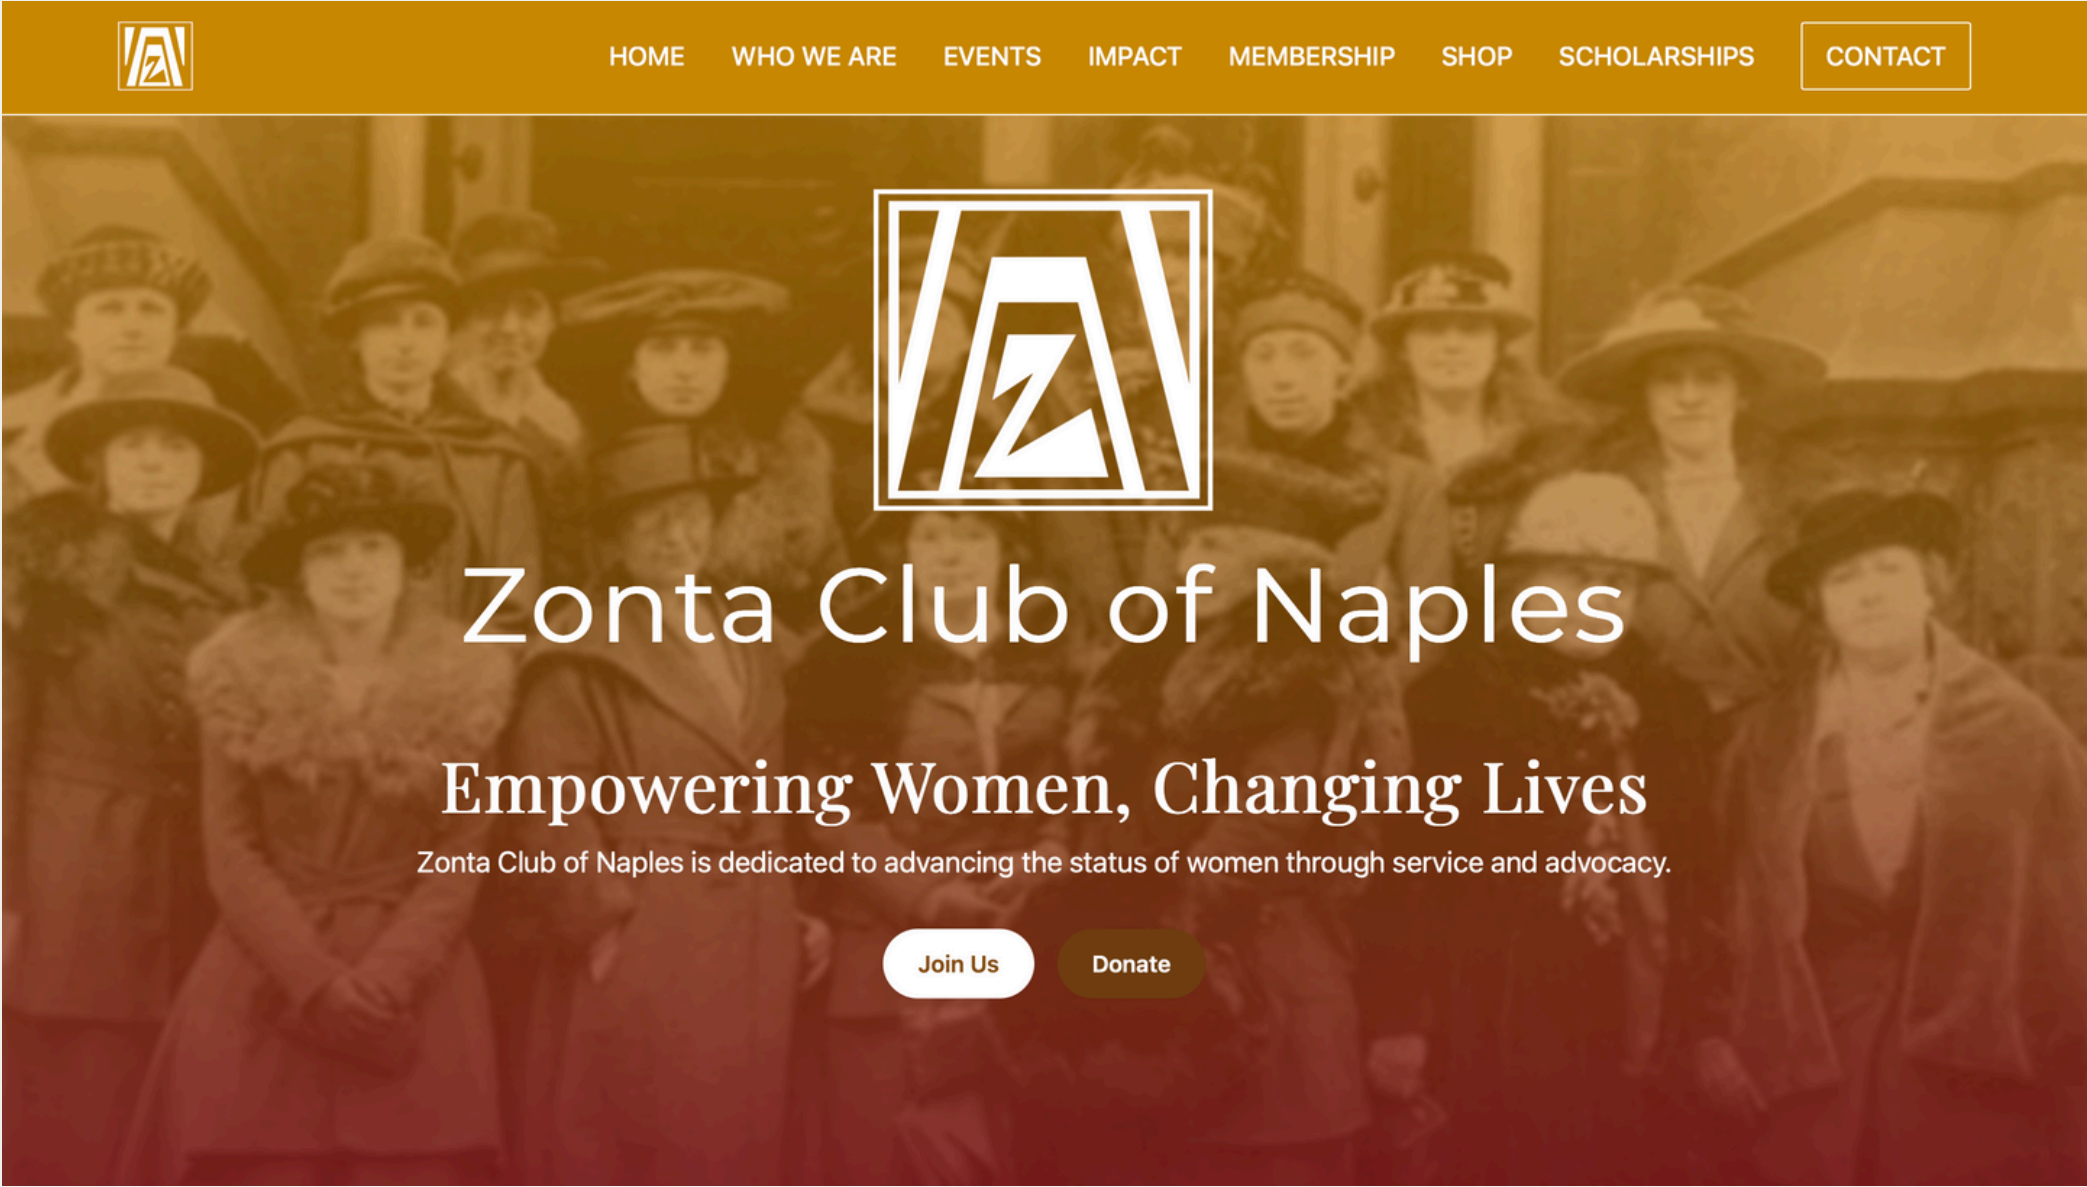 HOME WHO WE ARE EVENTS IMPACT MEMBERSHIP SHOP SCHOLARSHIPS CONTACT
Z
Zonta Club of Naples
Empowering Women, Changing Lives
Zonta Club of Naples is dedicated to advancing the status of women through service and advocacy.
Join Us Donate